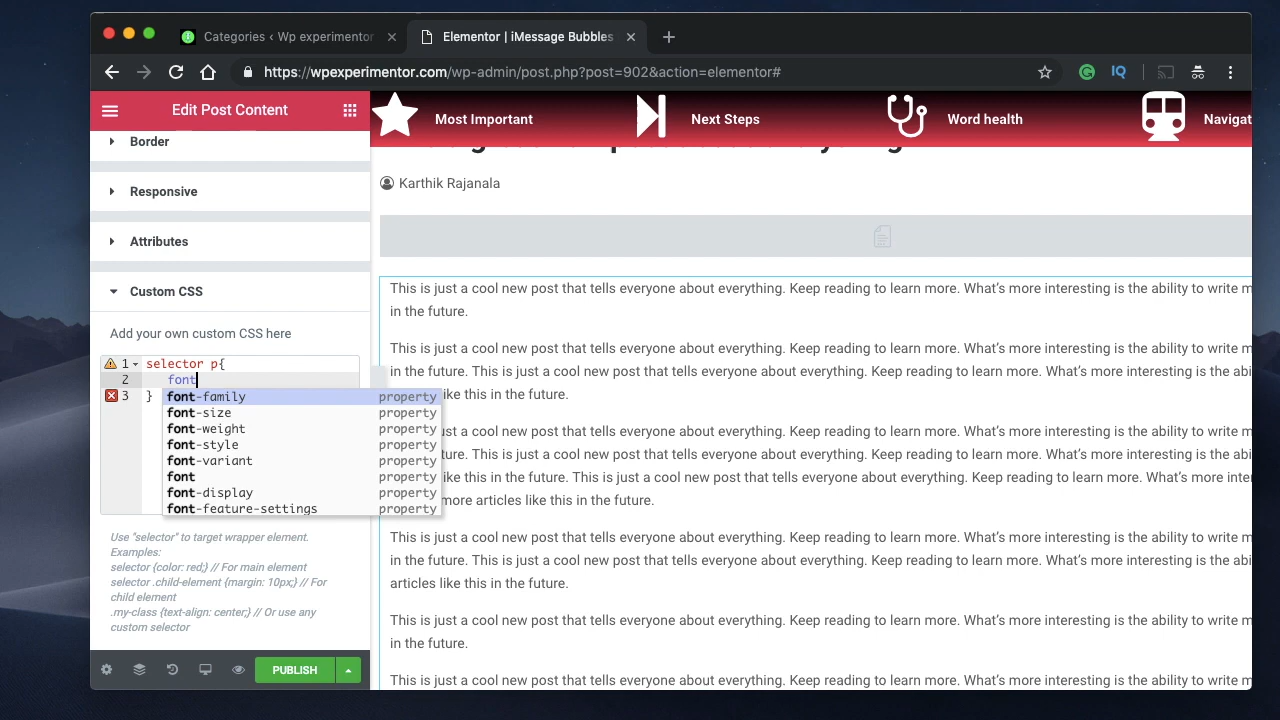 Categories ‹ Wp experimentor
Elementor | iMessage Bubbles
https://wpexperimentor.com/wp-admin/post.php?post=902&action=elementor#
IQ
Edit Post Content
Most Important
Next Steps
Word health
Navigat
Border
Karthik Rajanala
Responsive
Attributes
Custom CSS
Add your own custom CSS here
1 selector p{
2 font
3 }
font-family property
font-size property
font-weight property
font-style property
font-variant property
font property
font-display property
font-feature-settings property
Use "selector" to target wrapper element.
Examples:
selector {color: red;} // For main element
selector .child-element {margin: 10px;} // For
child element
.my-class {text-align: center;} // Or use any
custom selector
PUBLISH
This is just a cool new post that tells everyone about everything. Keep reading to learn more. What's more interesting is the ability to write m
in the future.
This is just a cool new post that tells everyone about everything. Keep reading to learn more. What's more interesting is the ability to write m
in the future. This is just a cool new post that tells everyone about everything. Keep reading to learn more. What's more interesting is the abi
like this in the future.
ust a cool new post that tells everyone about everything. Keep reading to learn more. What's more interesting is the ability to write m
ture. This is just a cool new post that tells everyone about everything. Keep reading to learn more. What's more interesting is the abi
like this in the future. This is just a cool new post that tells everyone about everything. Keep reading to learn more. What's more inter
more articles like this in the future.
This is just a cool new post that tells everyone about everything. Keep reading to learn more. What's more interesting is the ability to write m
in the future. This is just a cool new post that tells everyone about everything. Keep reading to learn more. What's more interesting is the abi
articles like this in the future.
This is just a cool new post that tells everyone about everything. Keep reading to learn more. What's more interesting is the ability to write m
in the future.
This is just a cool new post that tells everyone about everything. Keep reading to learn more. What's more interesting is the ability to write m